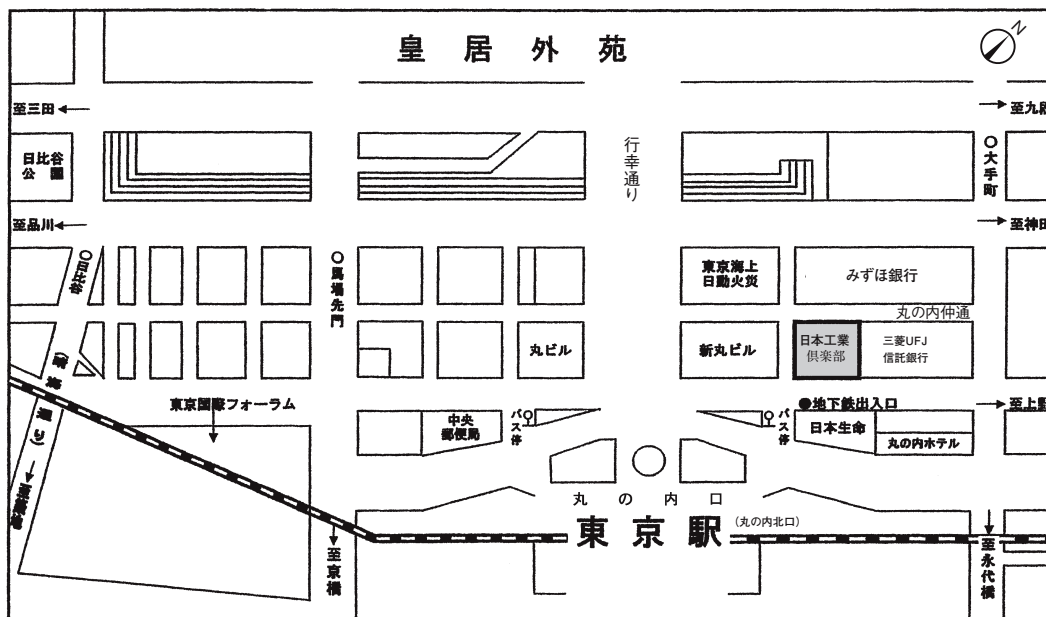 皇居外苑
N
至三田
至九段
日比谷
公園
行幸通り
大手町
至品川
至神田
日比谷
馬場先門
東京海上
日動火災
みずほ銀行
丸の内仲通
丸ビル
新丸ビル
日本工業
倶楽部
三菱UFJ
信託銀行
東京国際フォーラム
地下鉄出入口
至上野
中央
郵便局
バス停
バス停
日本生命
丸の内ホテル
丸の内口
東京駅
(丸の内北口)
至京橋
至永代橋